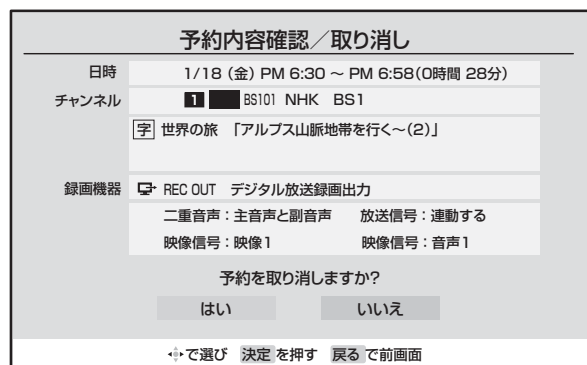 予約内容確認／取り消し
日時 1/18 (金) PM 6:30 ～ PM 6:58(0時間 28分)
チャンネル 1 BS101 NHK BS1
字 世界の旅 「アルプス山脈地帯を行く～(2)」
録画機器 REC OUT デジタル放送録画出力
二重音声：主音声と副音声 放送信号：連動する
映像信号：映像1 映像信号：音声1
予約を取り消しますか?
はい いいえ
で選び 決定 を押す 戻る で前画面